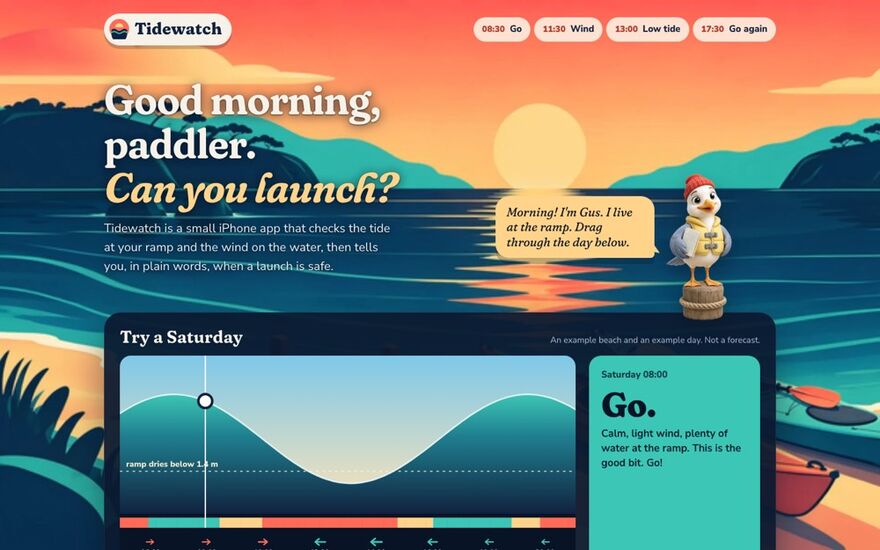 Tidewatch
08:30 Go
11:30 Wind
13:00 Low tide
17:30 Go again
Good morning,
paddler.
Can you launch?
Tidewatch is a small iPhone app that checks the tide
at your ramp and the wind on the water, then tells
you, in plain words, when a launch is safe.
Morning! I'm Gus. I live
at the ramp. Drag
through the day below.
Try a Saturday
An example beach and an example day. Not a forecast.
ramp dries below 1.4 m
Saturday 08:00
Go.
Calm, light wind, plenty of
water at the ramp. This is the
good bit. Go!